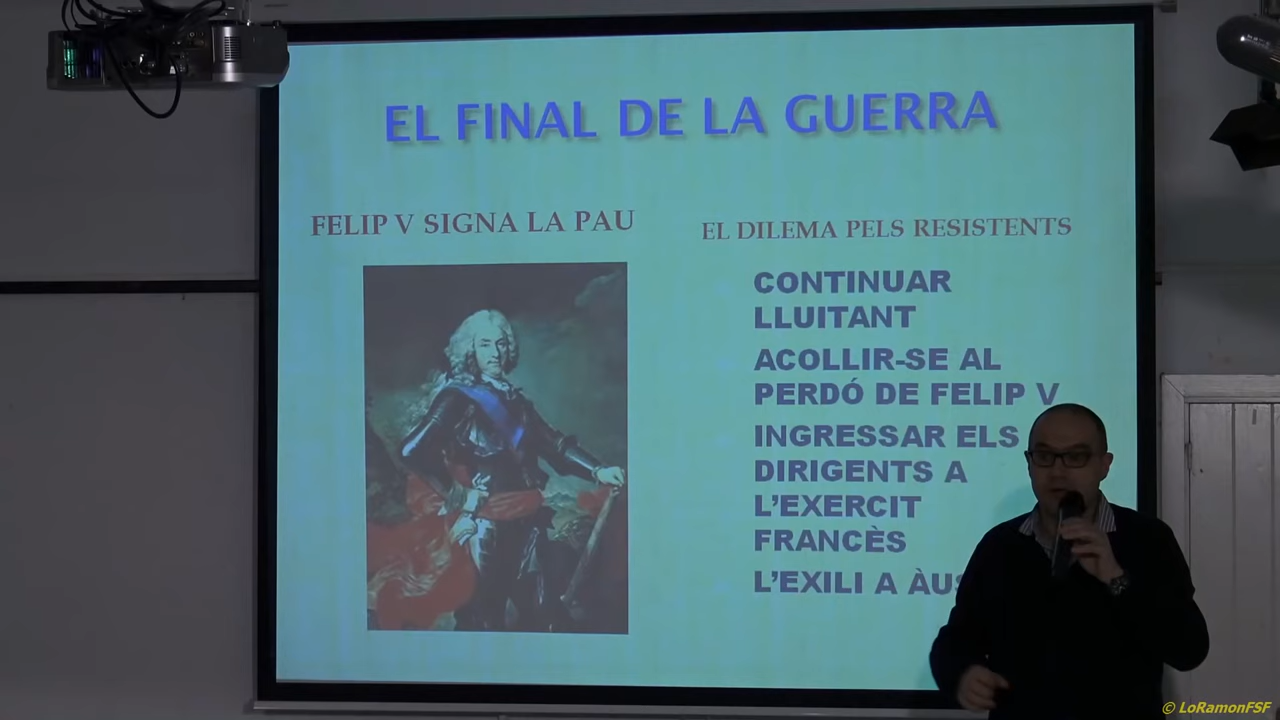 EL FINAL DE LA GUERRA
FELIP V SIGNA LA PAU
EL DILEMA PELS RESISTENTS
CONTINUAR
LLUITANT
ACOLLIR-SE AL
PERDÓ DE FELIP V
INGRESSAR ELS
DIRIGENTS A
L'EXERCIT
FRANCÈS
L'EXILI A
© LoRamonFSF